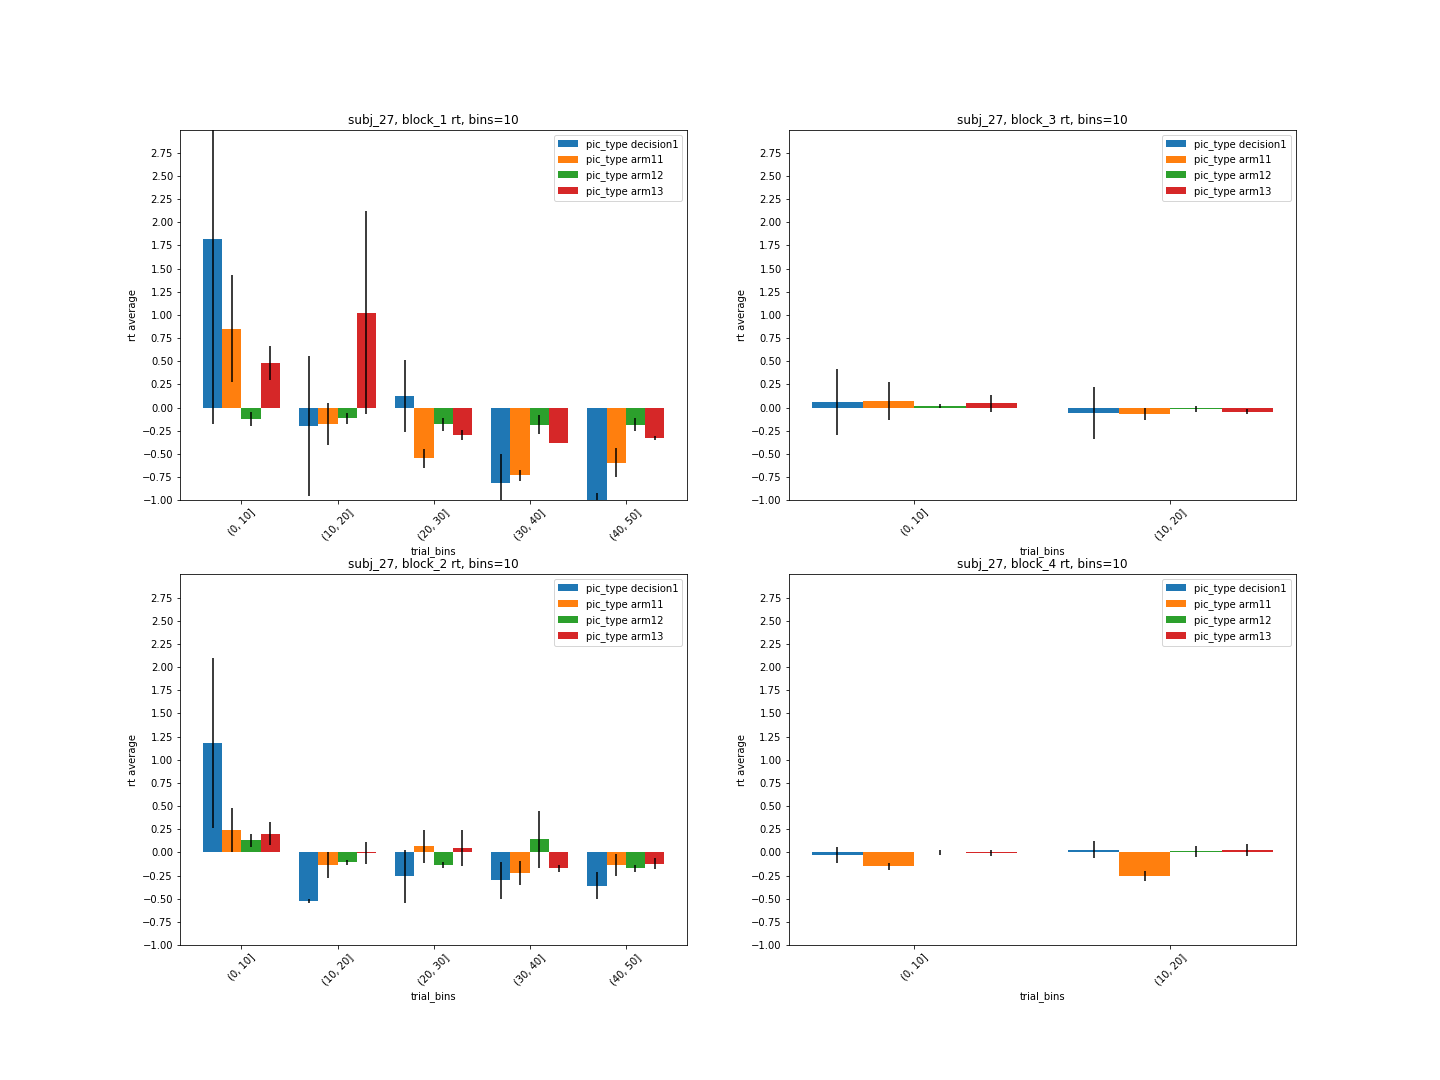 subj_27, block_1 rt, bins=10
pic_type decision1
pic_type arm11
pic_type arm12
pic_type arm13
2.75
2.50
2.25
2.00
1.75
1.50
1.25
1.00
0.75
0.50
0.25
0.00
−0.25
−0.50
−0.75
−1.00
rt average
(0, 10]
(10, 20]
(20, 30]
(30, 40]
(40, 50]
trial_bins
subj_27, block_3 rt, bins=10
pic_type decision1
pic_type arm11
pic_type arm12
pic_type arm13
2.75
2.50
2.25
2.00
1.75
1.50
1.25
1.00
0.75
0.50
0.25
0.00
−0.25
−0.50
−0.75
−1.00
rt average
(0, 10]
(10, 20]
trial_bins
subj_27, block_2 rt, bins=10
pic_type decision1
pic_type arm11
pic_type arm12
pic_type arm13
2.75
2.50
2.25
2.00
1.75
1.50
1.25
1.00
0.75
0.50
0.25
0.00
−0.25
−0.50
−0.75
−1.00
rt average
(0, 10]
(10, 20]
(20, 30]
(30, 40]
(40, 50]
trial_bins
subj_27, block_4 rt, bins=10
pic_type decision1
pic_type arm11
pic_type arm12
pic_type arm13
2.75
2.50
2.25
2.00
1.75
1.50
1.25
1.00
0.75
0.50
0.25
0.00
−0.25
−0.50
−0.75
−1.00
rt average
(0, 10]
(10, 20]
trial_bins